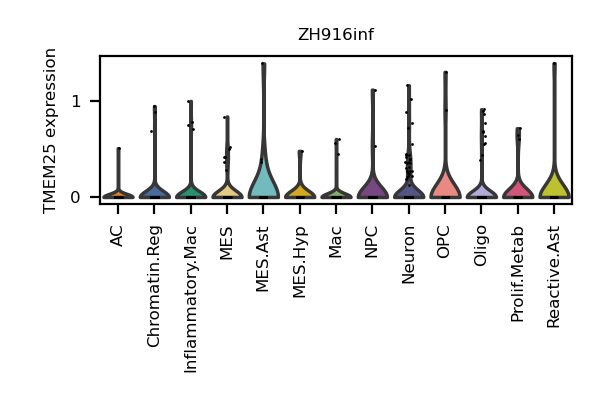 ZH916inf
TMEM25 expression
1
0
AC
Chromatin.Reg
Inflammatory.Mac
MES
MES.Ast
MES.Hyp
Mac
NPC
Neuron
OPC
Oligo
Prolif.Metab
Reactive.Ast